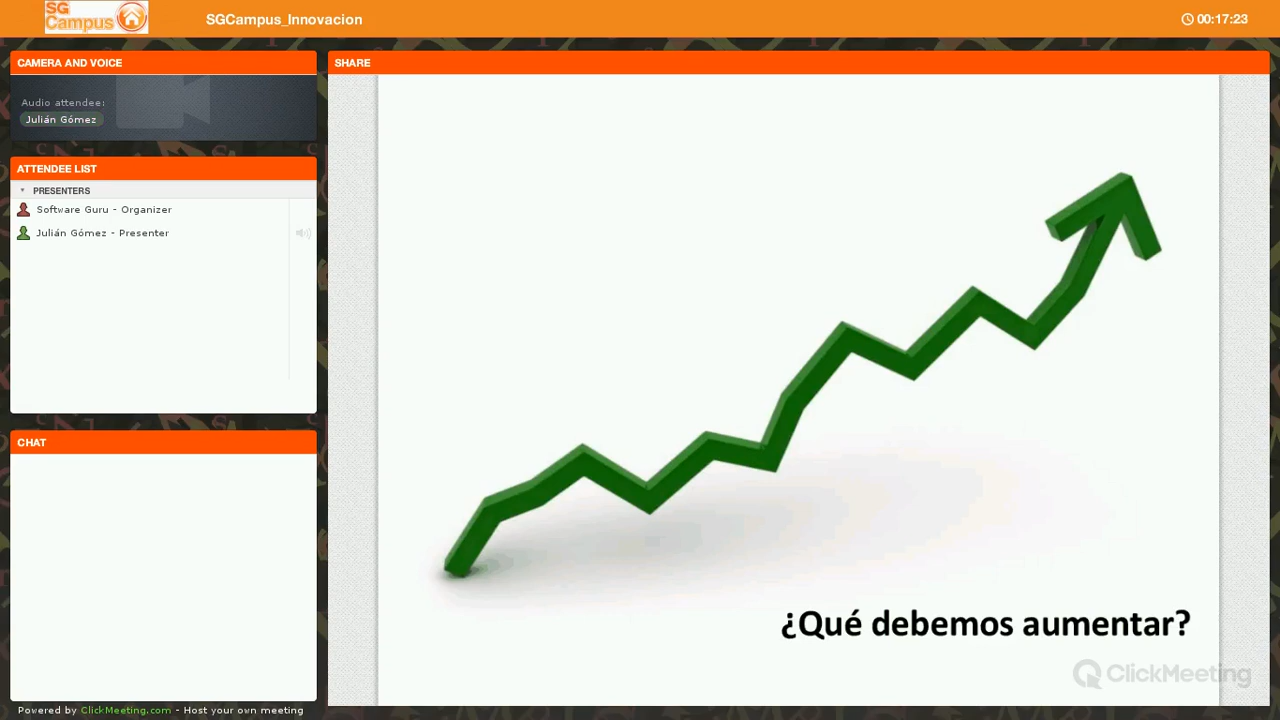 SG
Campus
SGCampus_Innovacion
00:17:23
CAMERA AND VOICE
Audio attendee:
Julián Gómez
ATTENDEE LIST
PRESENTERS
Software Guru - Organizer
Julián Gómez - Presenter
CHAT
Powered by ClickMeeting.com - Host your own meeting
SHARE
¿Qué debemos aumentar?
ClickMeeting